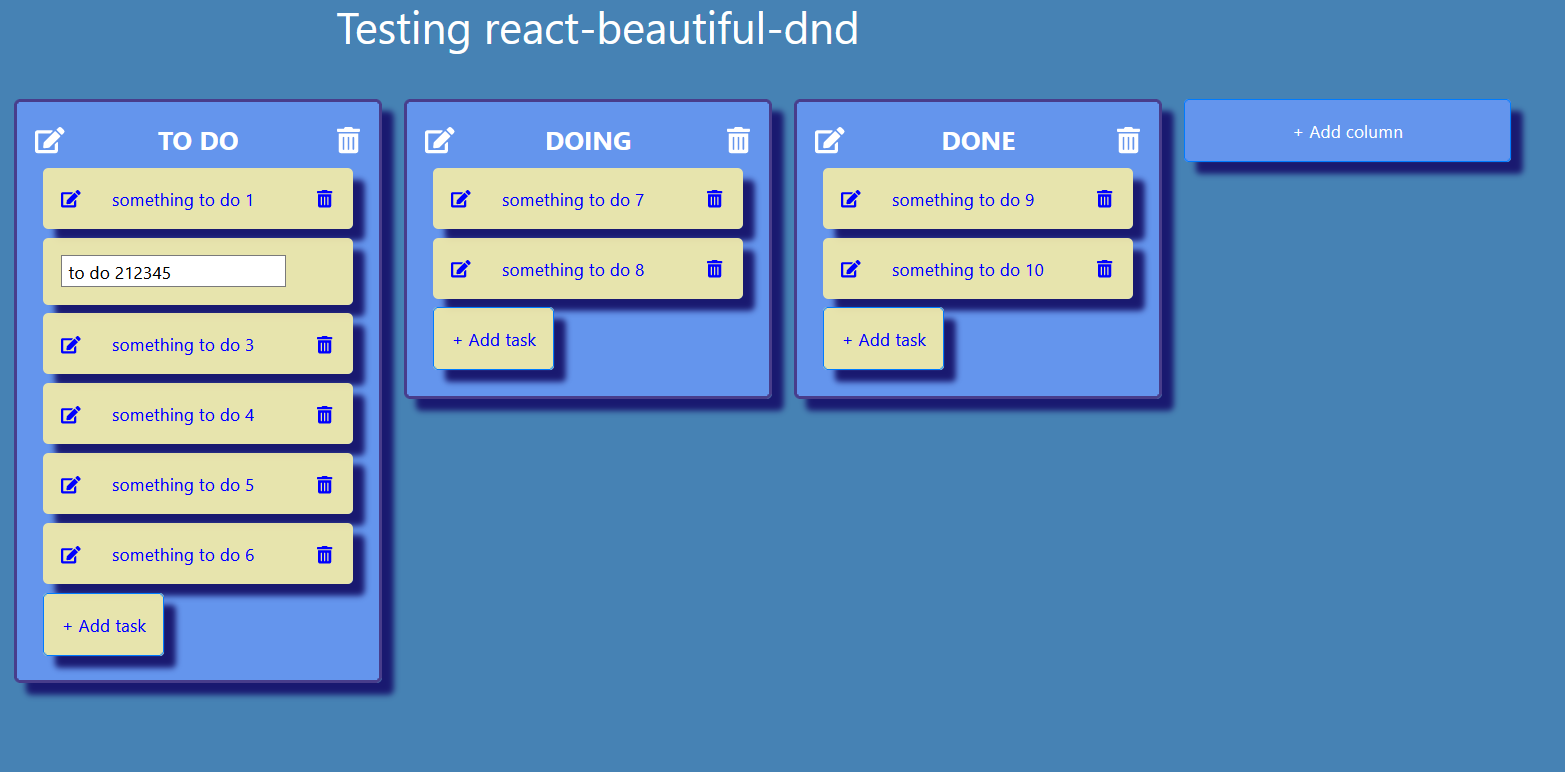 Testing react-beautiful-dnd
TO DO
something to do 1
to do 212345
something to do 3
something to do 4
something to do 5
something to do 6
+ Add task
DOING
something to do 7
something to do 8
+ Add task
DONE
something to do 9
something to do 10
+ Add task
+ Add column